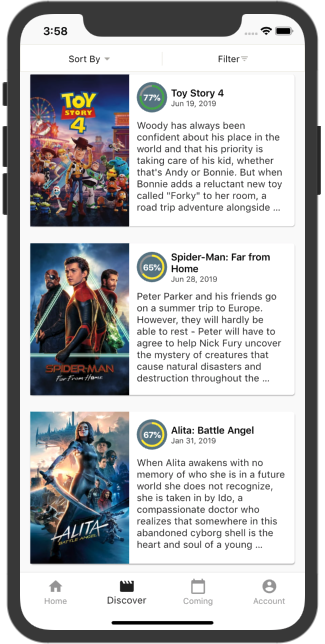 3:58
Sort By
Filter
TOY
STORY
4
77%
Toy Story 4
Jun 19, 2019
Woody has always been
confident about his place in the
world and that his priority is
taking care of his kid, whether
that's Andy or Bonnie. But when
Bonnie adds a reluctant new toy
called "Forky" to her room, a
road trip adventure alongside ...
SPIDER-MAN
Far From Home
65%
Spider-Man: Far from
Home
Jun 28, 2019
Peter Parker and his friends go
on a summer trip to Europe.
However, they will hardly be
able to rest - Peter will have to
agree to help Nick Fury uncover
the mystery of creatures that
cause natural disasters and
destruction throughout the ...
ALITA
BATTLE ANGEL
67%
Alita: Battle Angel
Jan 31, 2019
When Alita awakens with no
memory of who she is in a future
world she does not recognize,
she is taken in by Ido, a
compassionate doctor who
realizes that somewhere in this
abandoned cyborg shell is the
heart and soul of a young ...
Home
Discover
Coming
Account